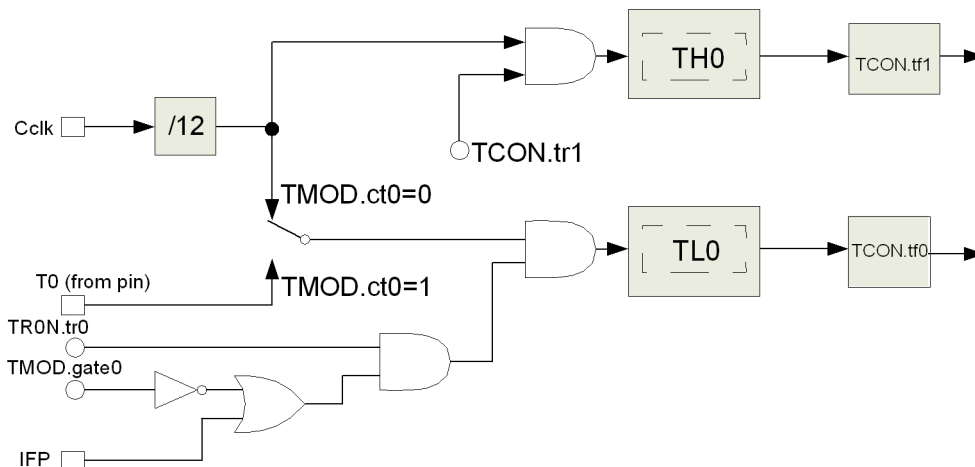 TH0
TCON.tf1
Cclk
/12
TCON.tr1
TMOD.ct0=0
TL0
TCON.tf0
T0 (from pin)
TMOD.ct0=1
TR0N.tr0
TMOD.gate0
IFP